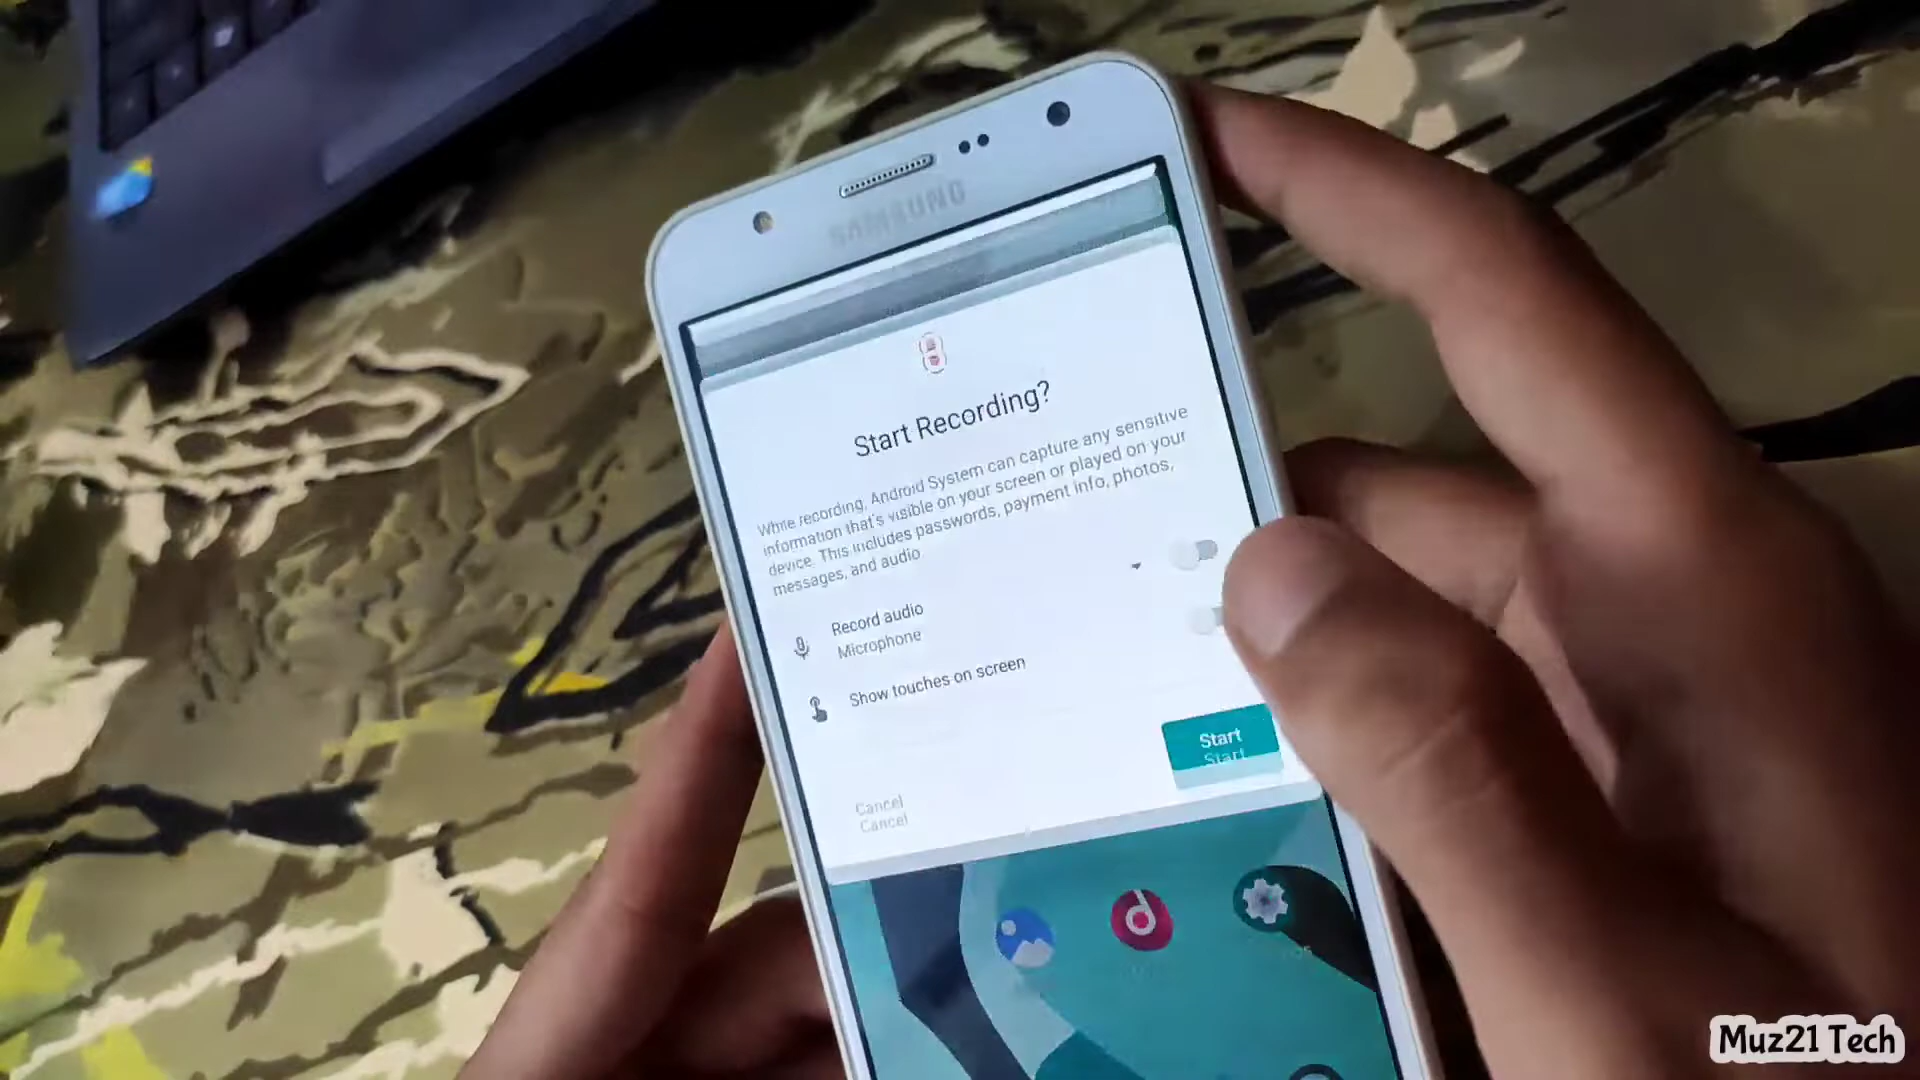 SAMSUNG
Start Recording?
While recording, Android System can capture any sensitive
information that's visible on your screen or played on your
device. This includes passwords, payment info, photos,
messages, and audio
Record audio
Microphone
Show touches on screen
Start
Start
Cancel
Cancel
Muz21 Tech